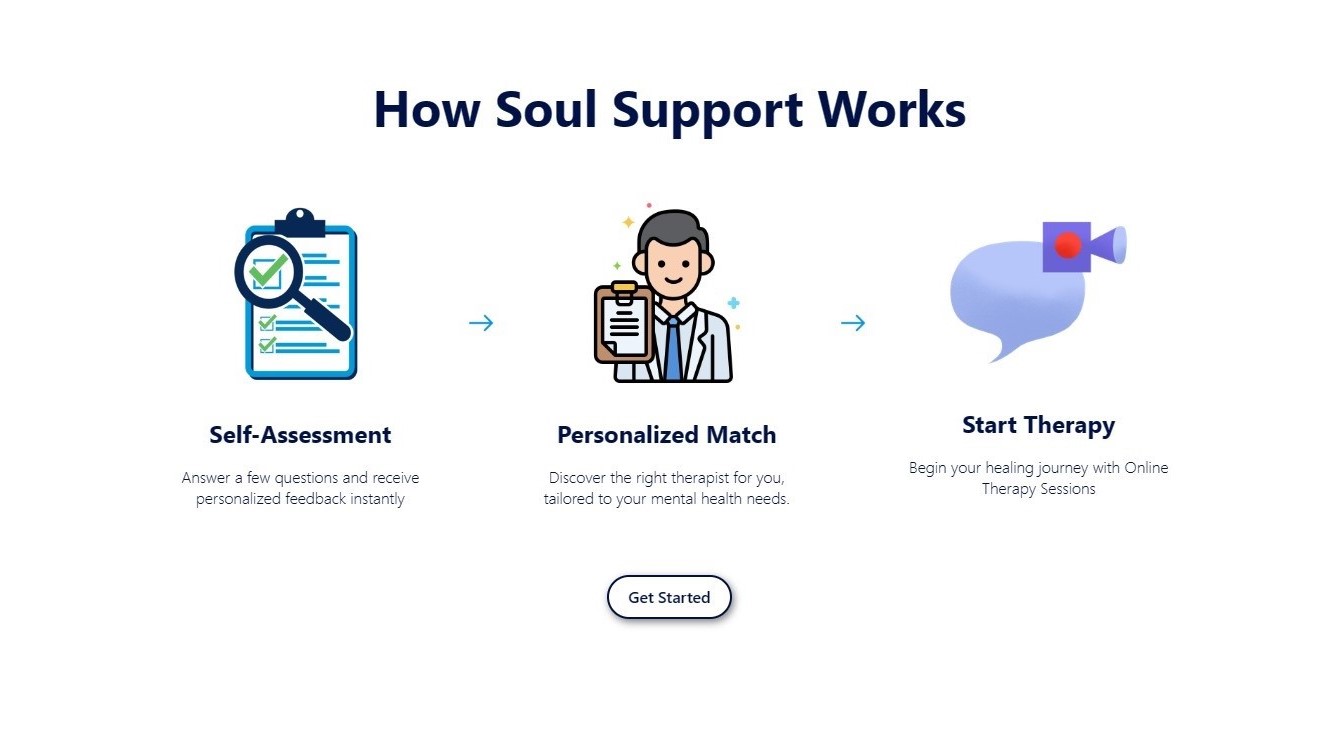 How Soul Support Works
Self-Assessment
Answer a few questions and receive
personalized feedback instantly
Personalized Match
Discover the right therapist for you,
tailored to your mental health needs.
Start Therapy
Begin your healing journey with Online
Therapy Sessions
Get Started